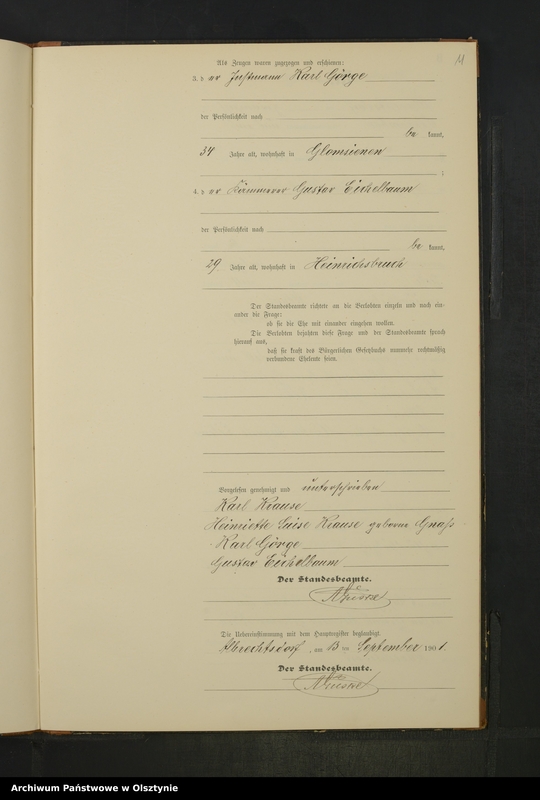 Als Zeugen waren zugezogen und erschienen:
3. der Instmann Karl Görge
der Persönlichkeit nach
be kannt,
34 Jahre alt, wohnhaft in Glomsienen
;
4. der Kämmerer Gustav Eichelbaum
der Persönlichkeit nach
be kannt,
29 Jahre alt, wohnhaft in Heinrichsbruch
Der Standesbeamte richtete an die Verlobten einzeln und nach ein-
ander die Frage:
ob sie die Ehe mit einander eingehen wollen.
Die Verlobten bejahten diese Frage und der Standesbeamte sprach
hierauf aus,
daß sie kraft des Bürgerlichen Gesetzbuchs nunmehr rechtmäßig
verbundene Eheleute seien.
Vorgelesen, genehmigt und unterschrieben
Karl Krause
Heinriette Luise Krause geborne Gnaß
Karl Görge
Gustav Eichelbaum
Der Standesbeamte.
Die Uebereinstimmung mit dem Hauptregister beglaubigt.
Albrechtsdorf, am 13 ten September 1901.
Der Standesbeamte.
Archiwum Państwowe w Olsztynie